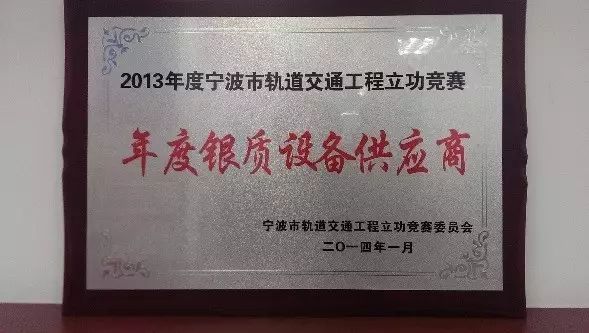 2013年度宁波市轨道交通工程立功竞赛
年度银质设备供应商
宁波市轨道交通工程立功竞赛委员会
二〇一四年一月